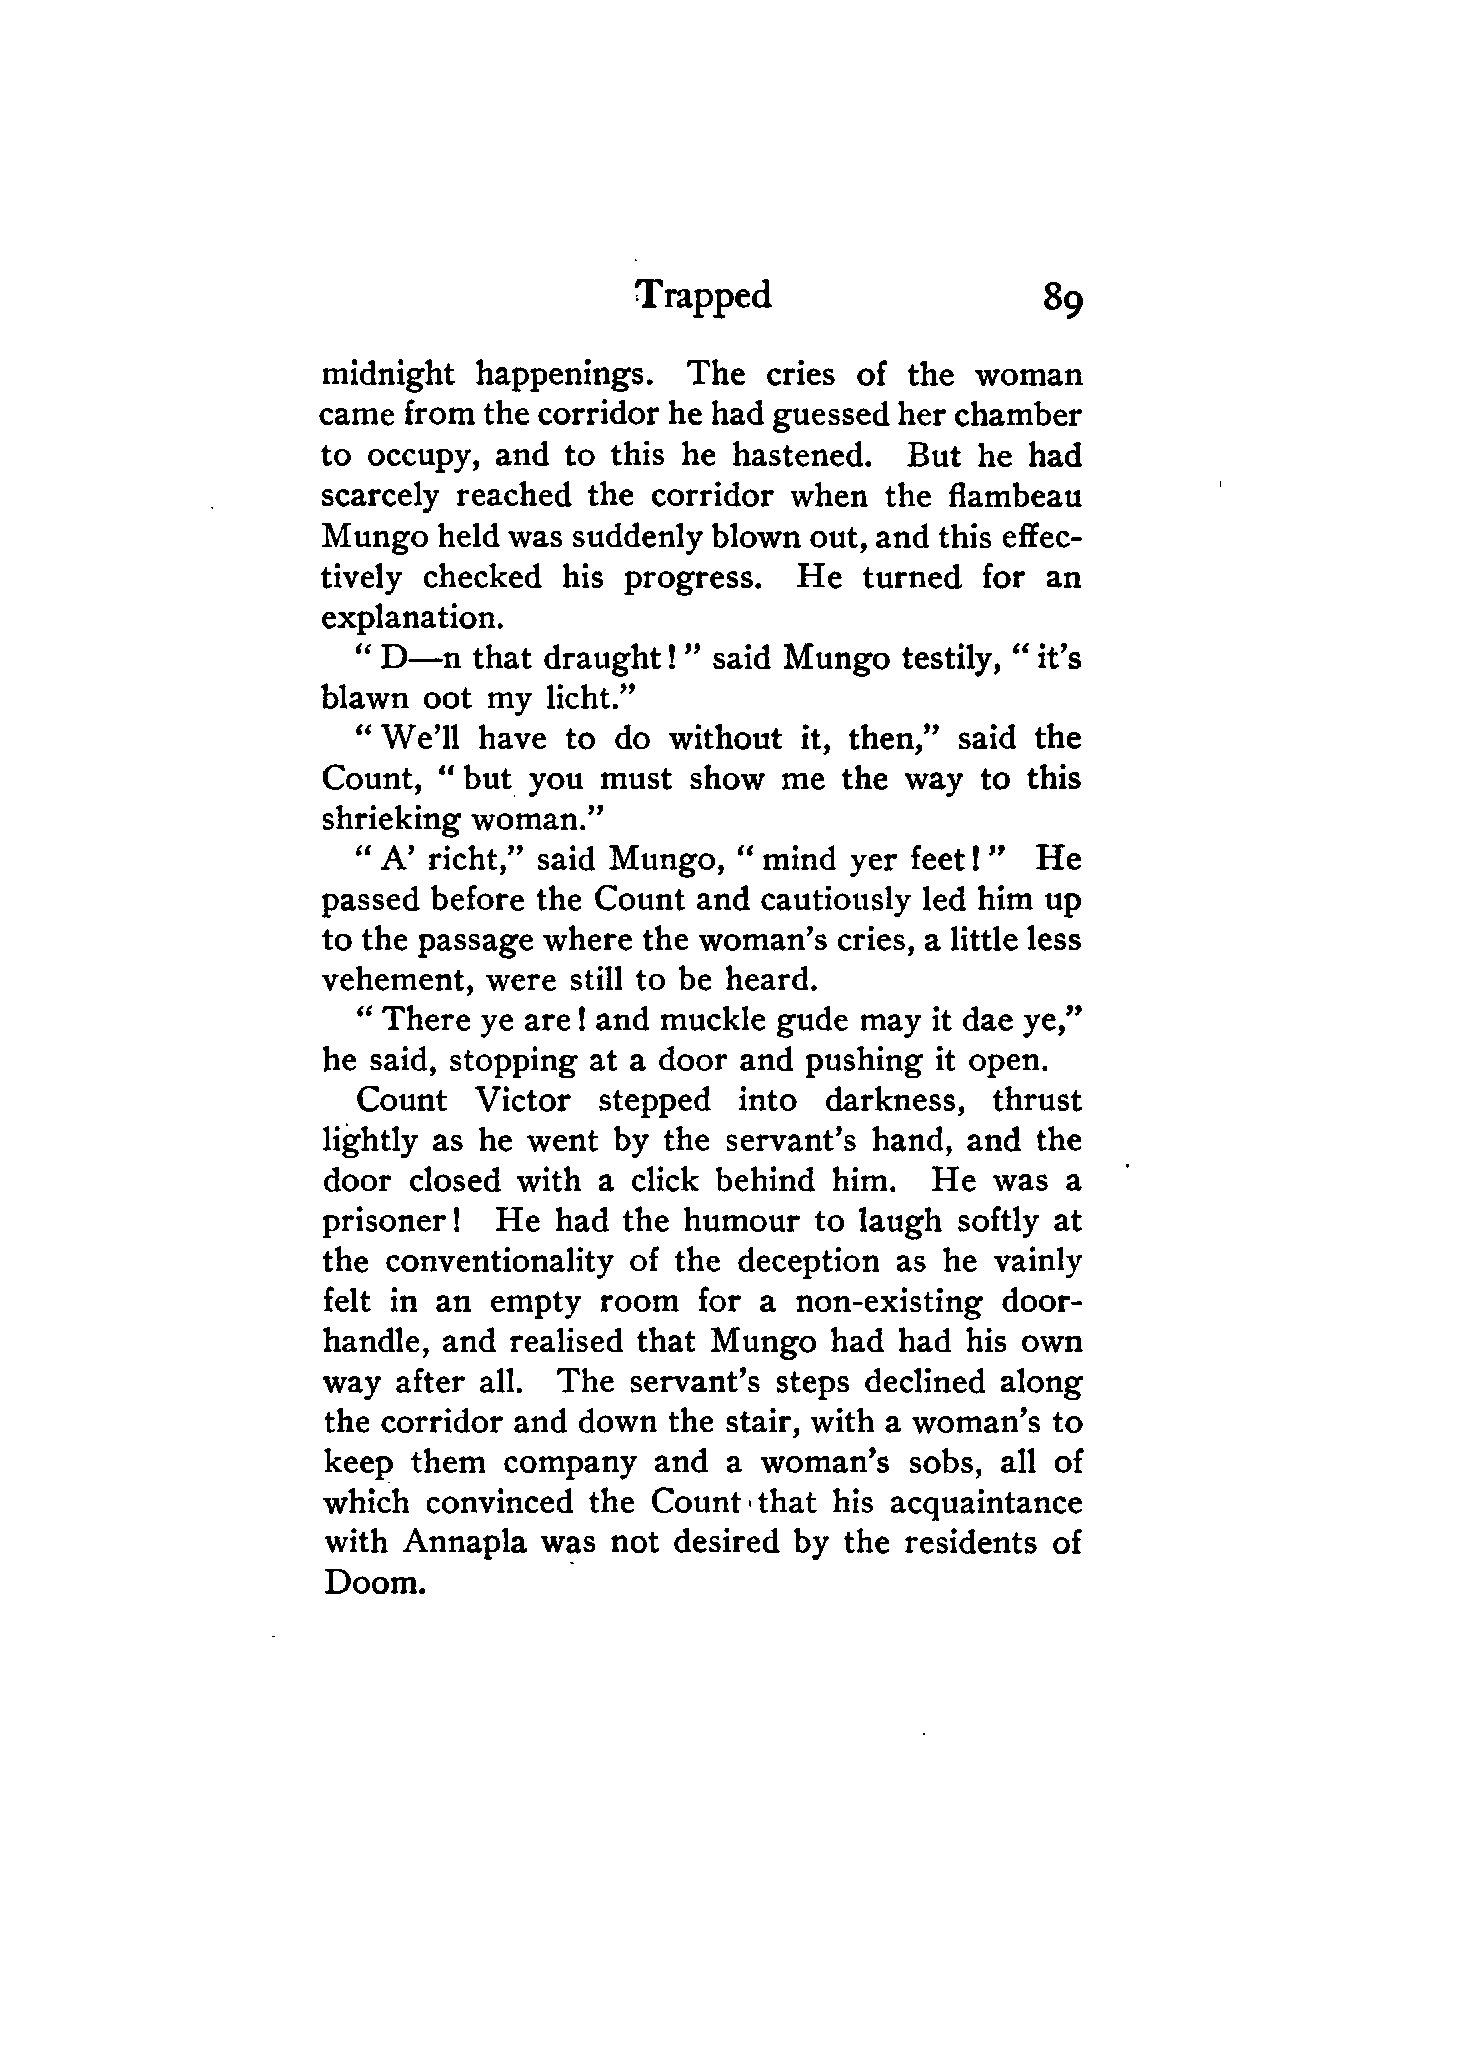 Trapped 89
midnight happenings. The cries of the woman
came from the corridor he had guessed her chamber
to occupy, and to this he hastened. But he had
scarcely reached the corridor when the flambeau
Mungo held was suddenly blown out, and this effec-
tively checked his progress. He turned for an
explanation.
"D—n that draught!" said Mungo testily, "it's
blawn oot my licht."
"We'll have to do without it, then," said the
Count, "but you must show me the way to this
shrieking woman."
"A' richt," said Mungo, "mind yer feet!" He
passed before the Count and cautiously led him up
to the passage where the woman's cries, a little less
vehement, were still to be heard.
"There ye are! and muckle gude may it dae ye,"
he said, stopping at a door and pushing it open.
Count Victor stepped into darkness, thrust
lightly as he went by the servant's hand, and the
door closed with a click behind him. He was a
prisoner! He had the humour to laugh softly at
the conventionality of the deception as he vainly
felt in an empty room for a non-existing door-
handle, and realised that Mungo had had his own
way after all. The servant's steps declined along
the corridor and down the stair, with a woman's to
keep them company and a woman's sobs, all of
which convinced the Count that his acquaintance
with Annapla was not desired by the residents of
Doom.